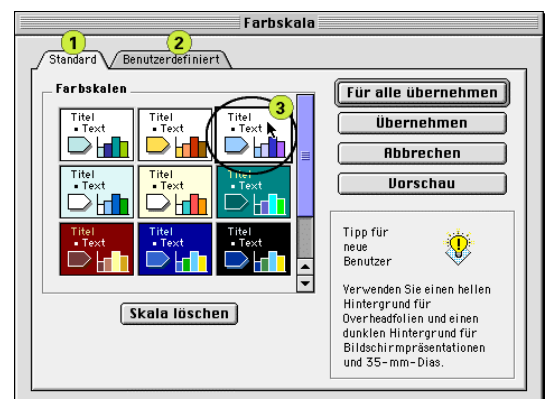 Farbskala
1
2
Standard
Benutzerdefiniert
Farbskalen
3
Titel
▪ Text
Titel
▪ Text
Titel
▪ Text
Titel
▪ Text
Titel
▪ Text
Titel
▪ Text
Titel
▪ Text
Titel
▪ Text
Titel
▪ Text
Skala löschen
Für alle übernehmen
Übernehmen
Abbrechen
Vorschau
Tipp für
neue
Benutzer
Verwenden Sie einen hellen
Hintergrund für
Overheadfolien und einen
dunklen Hintergrund für
Bildschirmpräsentationen
und 35-mm-Dias.